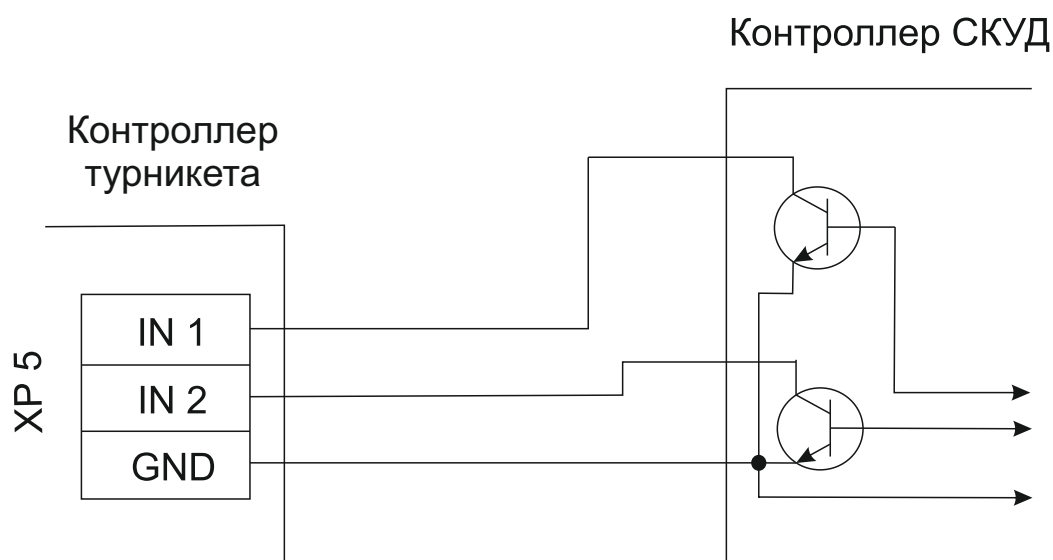 Контроллер СКУД
Контроллер
турникета
XP 5
IN 1
IN 2
GND